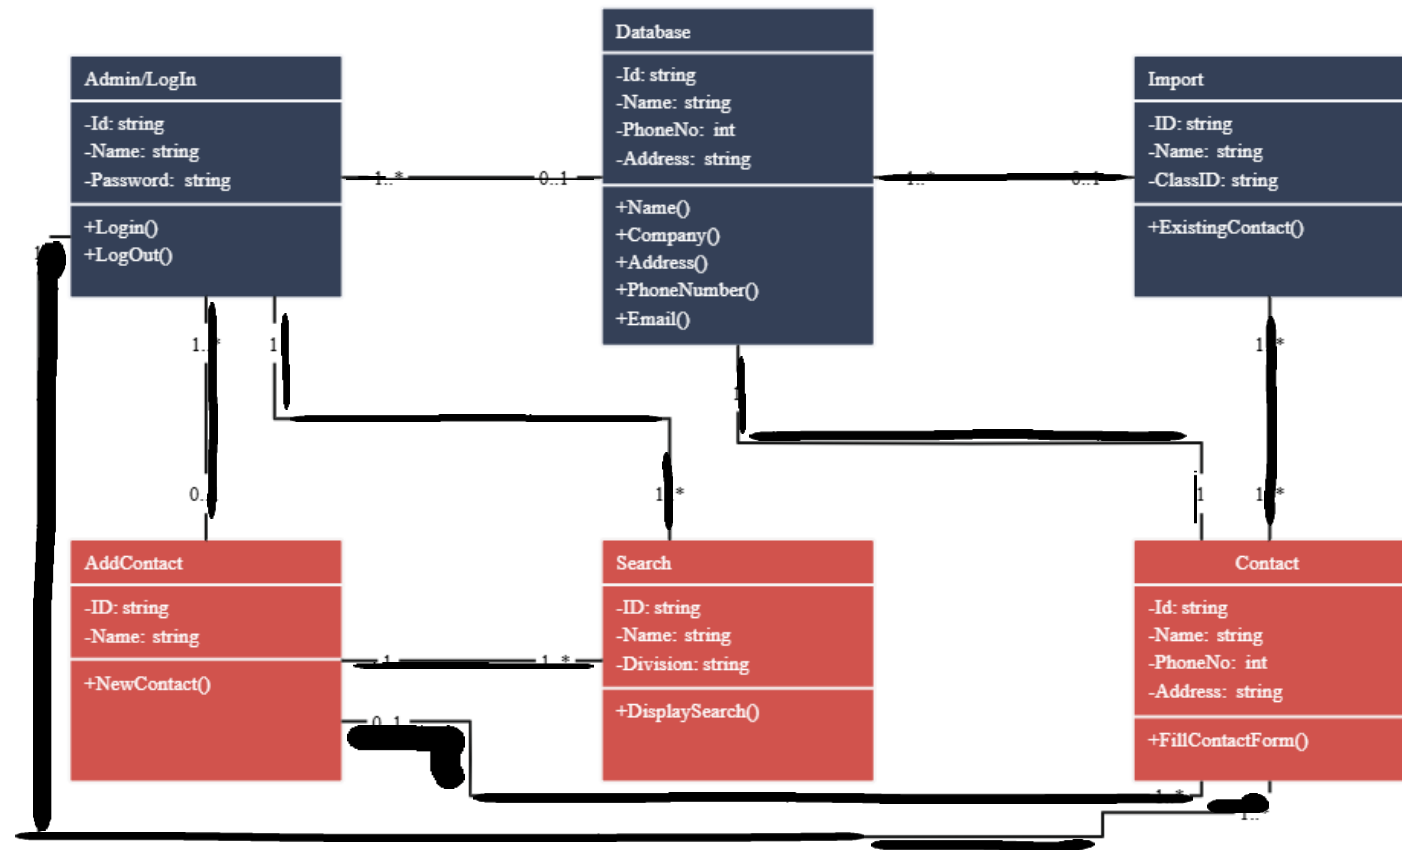 Database
-Id: string
-Name: string
-PhoneNo: int
-Address: string
+Name()
+Company()
+Address()
+PhoneNumber()
+Email()
Admin/LogIn
-Id: string
-Name: string
-Password: string
+Login()
+LogOut()
Import
-ID: string
-Name: string
-ClassID: string
+ExistingContact()
1..*
0..1
1..*
0..1
1
1
1
AddContact
-ID: string
-Name: string
+NewContact()
Search
-ID: string
-Name: string
-Division: string
+DisplaySearch()
Contact
-Id: string
-Name: string
-PhoneNo: int
-Address: string
+FillContactForm()
1
1..*
0..1
1..*
1..*